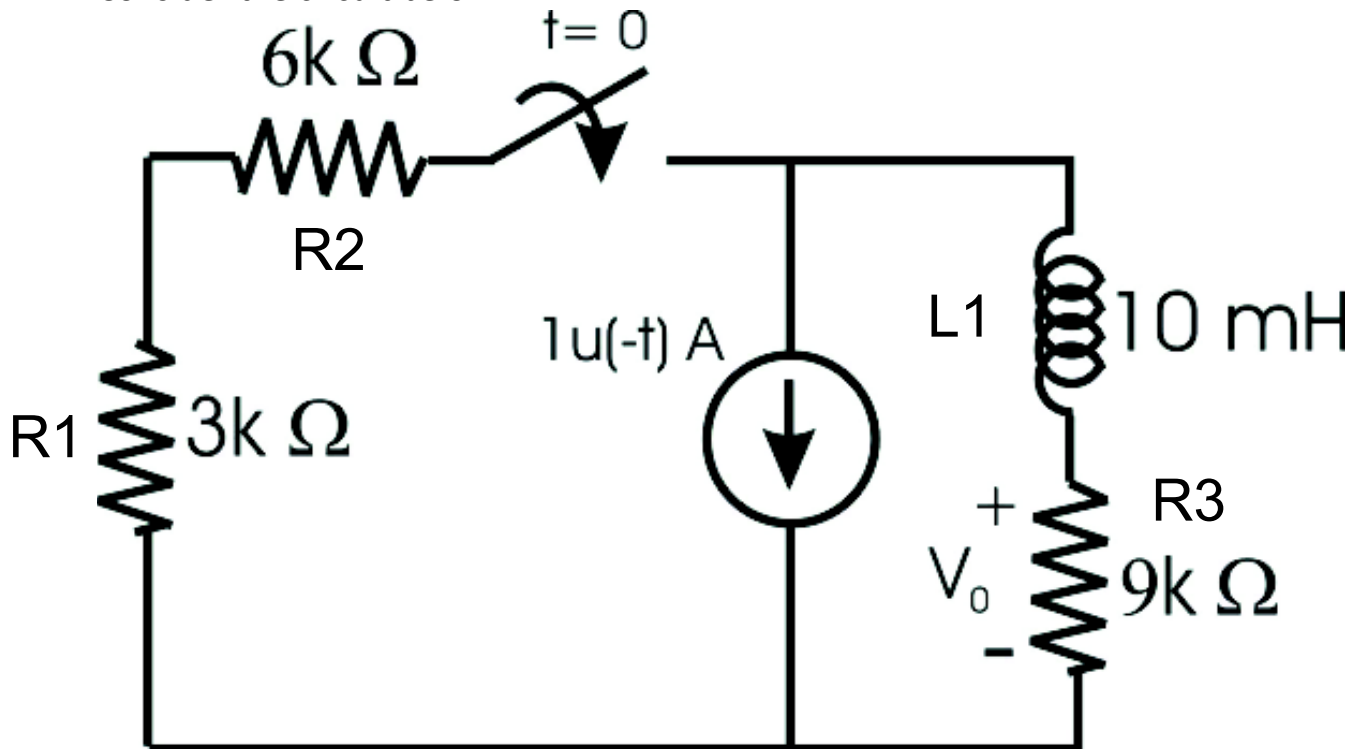 t= 0
6k Ω
R2
1u(-t) A
L1
10 mH
R1
3k Ω
+
R3
V₀
9k Ω
-